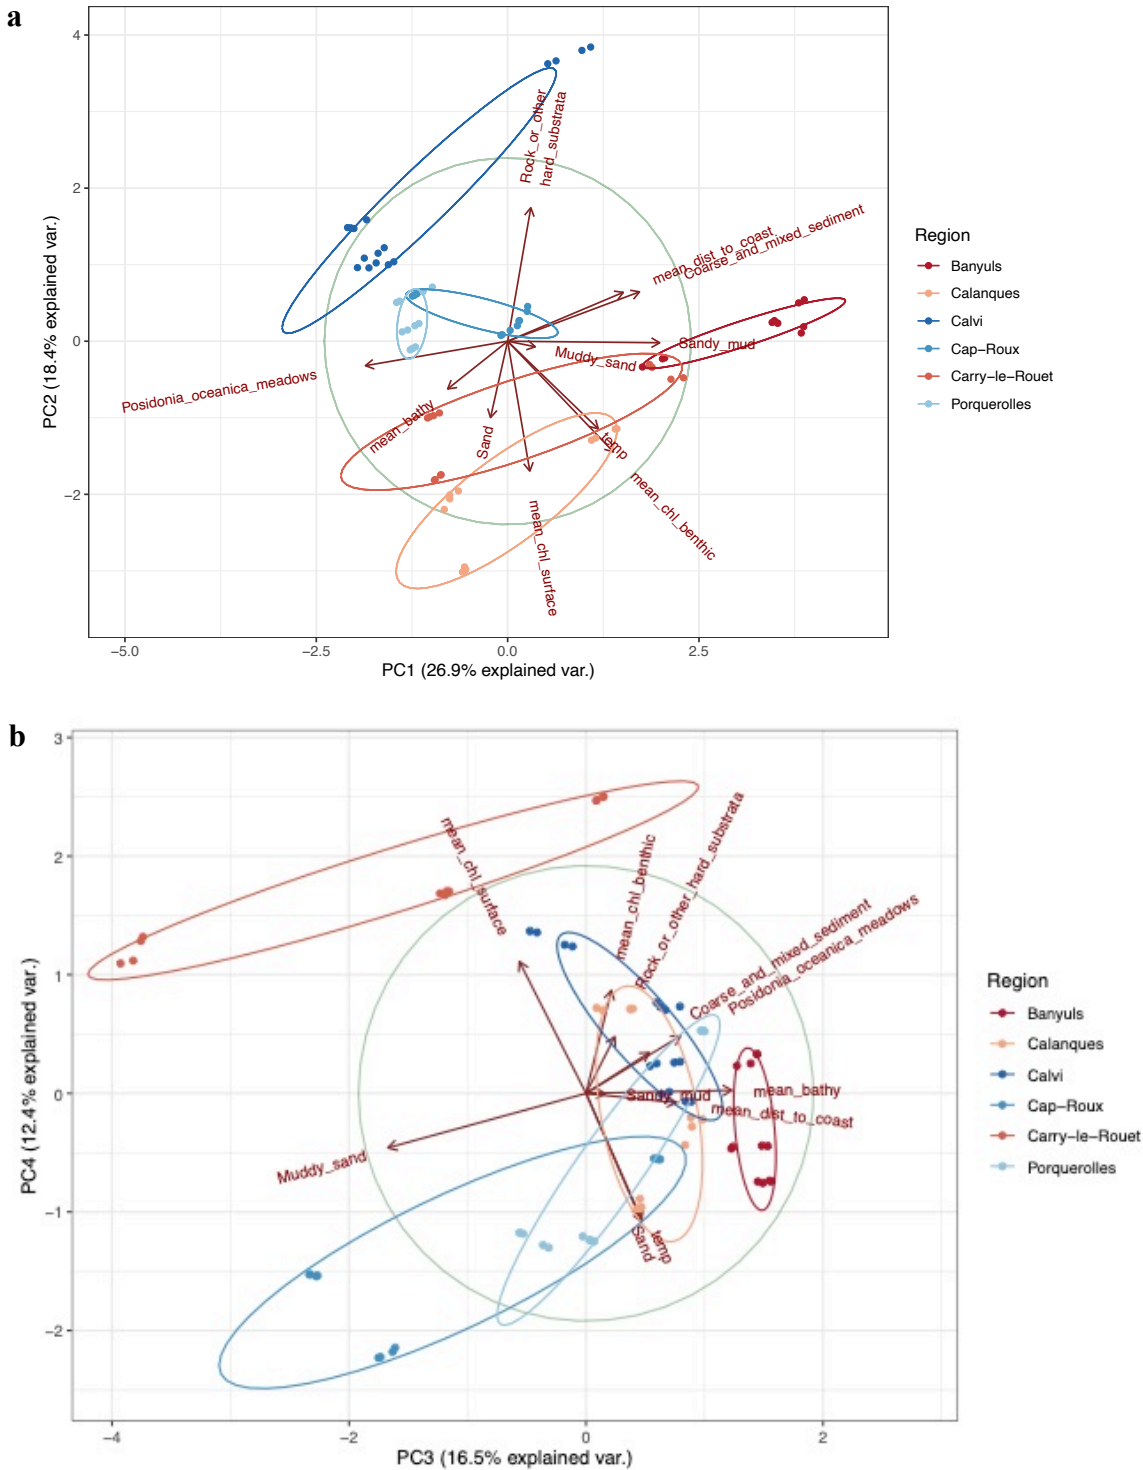 a
4
2
0
−2
PC2 (18.4% explained var.)
Rock_or_other
hard_substrata
mean_dist_to_coast
Coarse_and_mixed_sediment
Sandy_mud
Muddy_sand
Posidonia_oceanica_meadows
mean_bathy
Sand
temp
mean_chl_benthic
mean_chl_surface
−5.0
−2.5
0.0
2.5
PC1 (26.9% explained var.)
Region
Banyuls
Calanques
Calvi
Cap−Roux
Carry−le−Rouet
Porquerolles
b
3
2
1
0
−1
−2
PC4 (12.4% explained var.)
mean_chl_surface
mean_chl_benthic
Rock_or_other_hard_substrata
Coarse_and_mixed_sediment
Posidonia_oceanica_meadows
Sandy_mud
mean_bathy
mean_dist_to_coast
Muddy_sand
Sand
temp
−4
−2
0
2
PC3 (16.5% explained var.)
Region
Banyuls
Calanques
Calvi
Cap−Roux
Carry−le−Rouet
Porquerolles